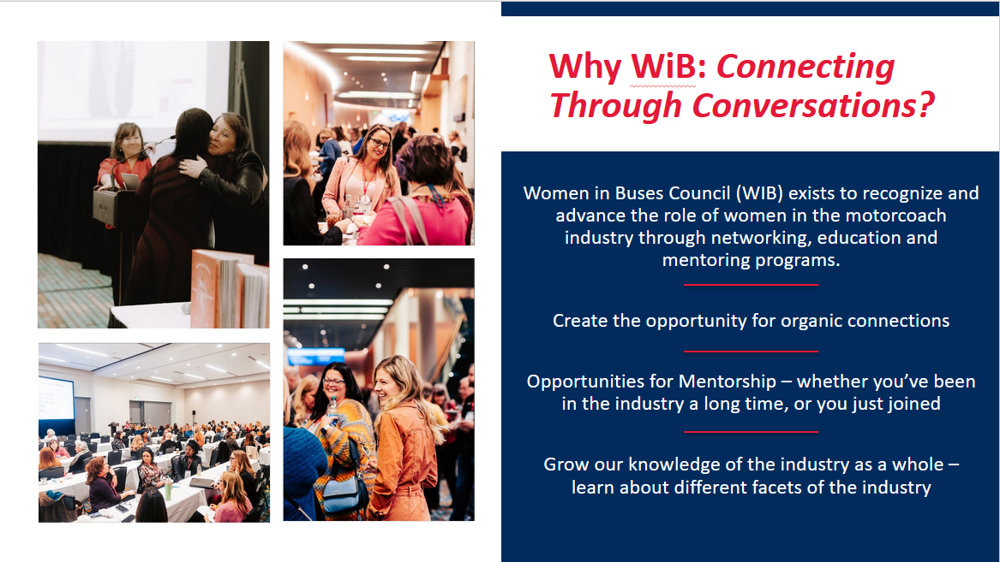 Why WiB: Connecting
Through Conversations?
Women in Buses Council (WIB) exists to recognize and
advance the role of women in the motorcoach
industry through networking, education and
mentoring programs.
Create the opportunity for organic connections
Opportunities for Mentorship – whether you’ve been
in the industry a long time, or you just joined
Grow our knowledge of the industry as a whole –
learn about different facets of the industry